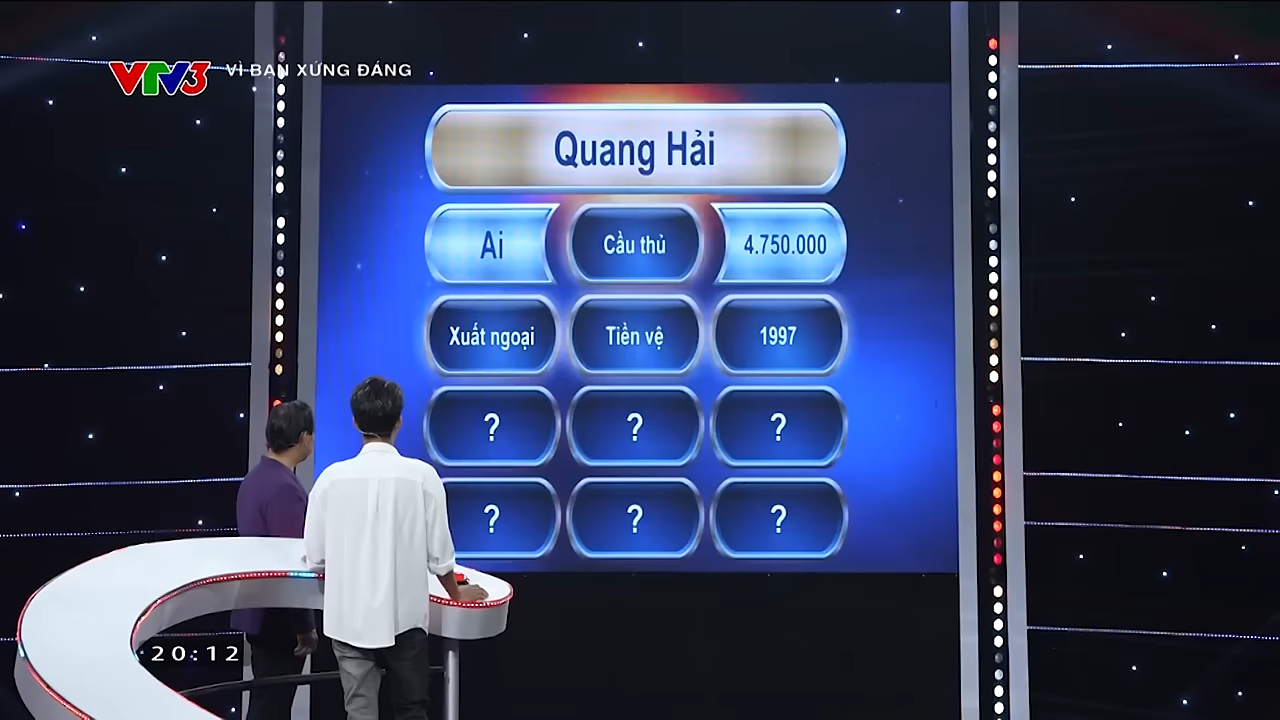 VTV3 VÌ BẠN XỨNG ĐÁNG
Quang Hải
Ai Cầu thủ 4.750.000
Xuất ngoại Tiền vệ 1997
? ? ?
? ? ?
20:12